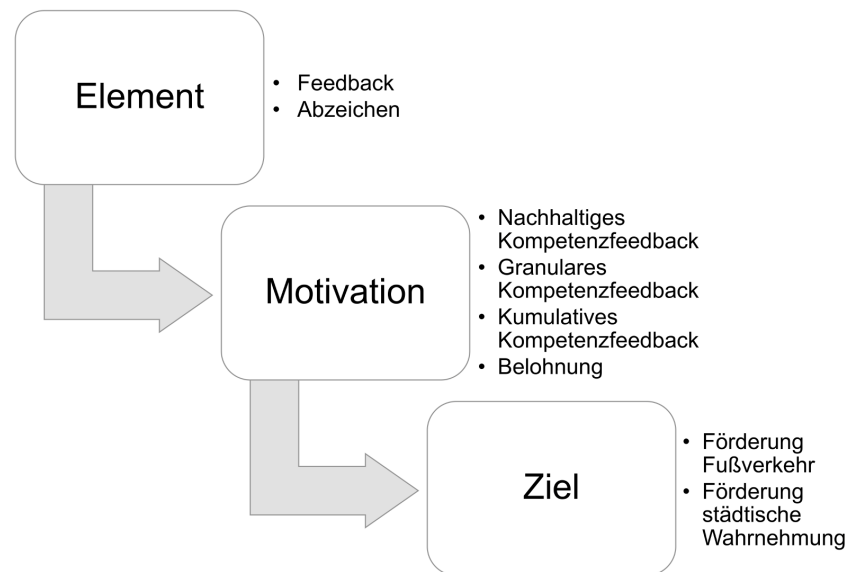 Element
• Feedback
• Abzeichen
Motivation
• Nachhaltiges
Kompetenzfeedback
• Granulares
Kompetenzfeedback
• Kumulatives
Kompetenzfeedback
• Belohnung
Ziel
• Förderung
Fußverkehr
• Förderung
städtische
Wahrnehmung